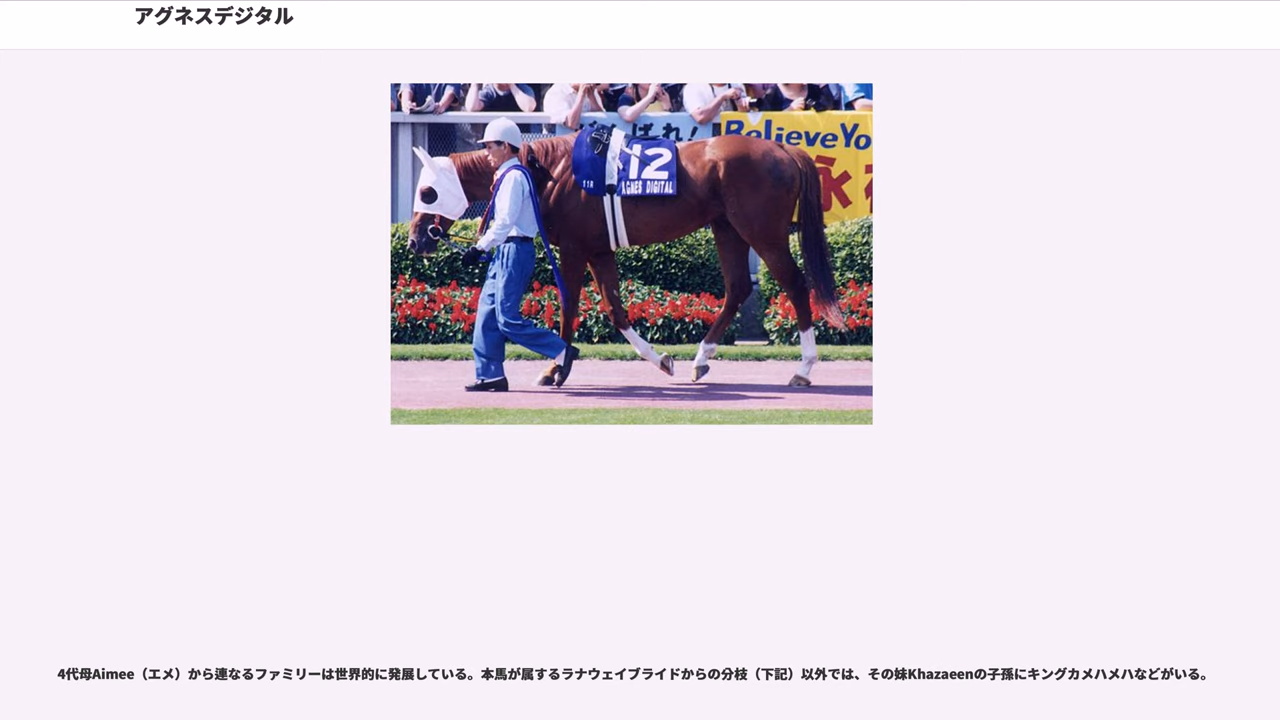 アグネスデジタル
がんばれ!
BelieveYo
永
12
11R
AGNES DIGITAL
4代母Aimee（エメ）から連なるファミリーは世界的に発展している。本馬が属するラナウェイブライドからの分枝（下記）以外では、その妹Khazaeenの子孫にキングカメハメハなどがいる。